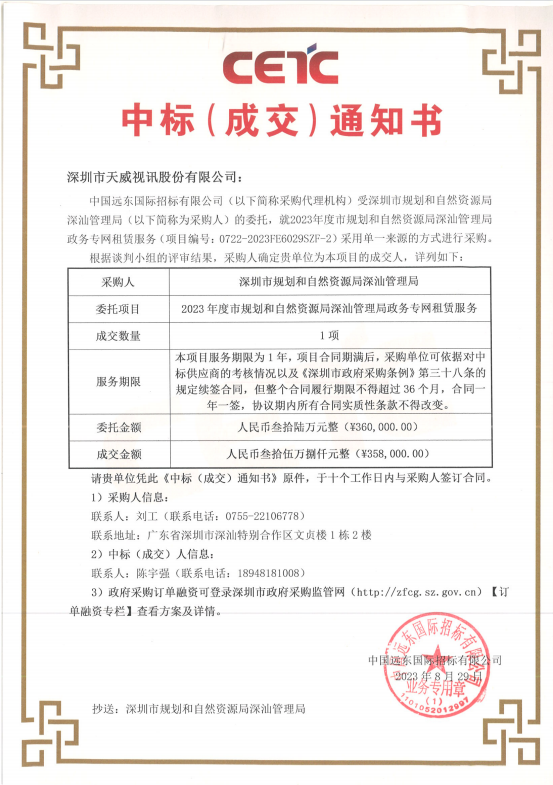 CETC
中标（成交）通知书
深圳市天威视讯股份有限公司：
中国远东国际招标有限公司（以下简称采购代理机构）受深圳市规划和自然资源局
深汕管理局（以下简称为采购人）的委托，就2023年度市规划和自然资源局深汕管理局
政务专网租赁服务（项目编号：0722-2023FE6029SZF-2）采用单一来源的方式进行采购。
根据谈判小组的评审结果，采购人确定贵单位为本项目的成交人，详列如下：
采购人 深圳市规划和自然资源局深汕管理局
委托项目 2023 年度市规划和自然资源局深汕管理局政务专网租赁服务
成交数量 1 项
本项目服务期限为 1 年，项目合同期满后，采购单位可依据对中
标供应商的考核情况以及《深圳市政府采购条例》第三十八条的
服务期限 规定续签合同，但整个合同履行期限不得超过 36 个月，合同一
年一签，协议期内所有合同实质性条款不得改变。
委托金额 人民币叁拾陆万元整（¥360,000.00）
成交金额 人民币叁拾伍万捌仟元整（¥358,000.00）
请贵单位凭此《中标（成交）通知书》原件，于十个工作日内与采购人签订合同。
1）采购人信息：
联系人：刘工（联系电话：0755-22106778）
联系地址：广东省深圳市深汕特别合作区文贞楼 1 栋 2 楼
2）中标（成交）人信息：
联系人：陈宇强（联系电话：18948181008）
3）政府采购订单融资可登录深圳市政府采购监管网（http://zfcg.sz.gov.cn）【订
单融资专栏】查看方案及详情。
中国远东国际招标有限公司
2023 年 8 月 29 日
中国远东国际招标有限公司
业务专用章
（1）
1101052012997
抄送：深圳市规划和自然资源局深汕管理局